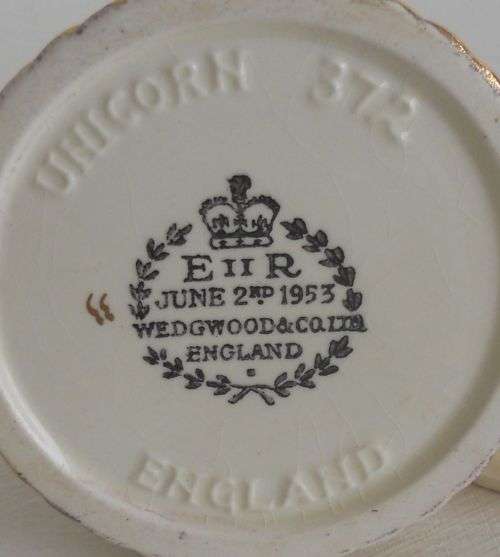 UNICORN 372
E II R
JUNE 2ND 1953
WEDGWOOD & CO. LTD
ENGLAND
ENGLAND